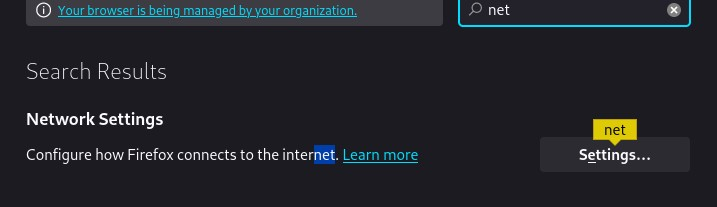 Your browser is being managed by your organization.
net
Search Results
Network Settings
net
Configure how Firefox connects to the internet. Learn more
Settings...